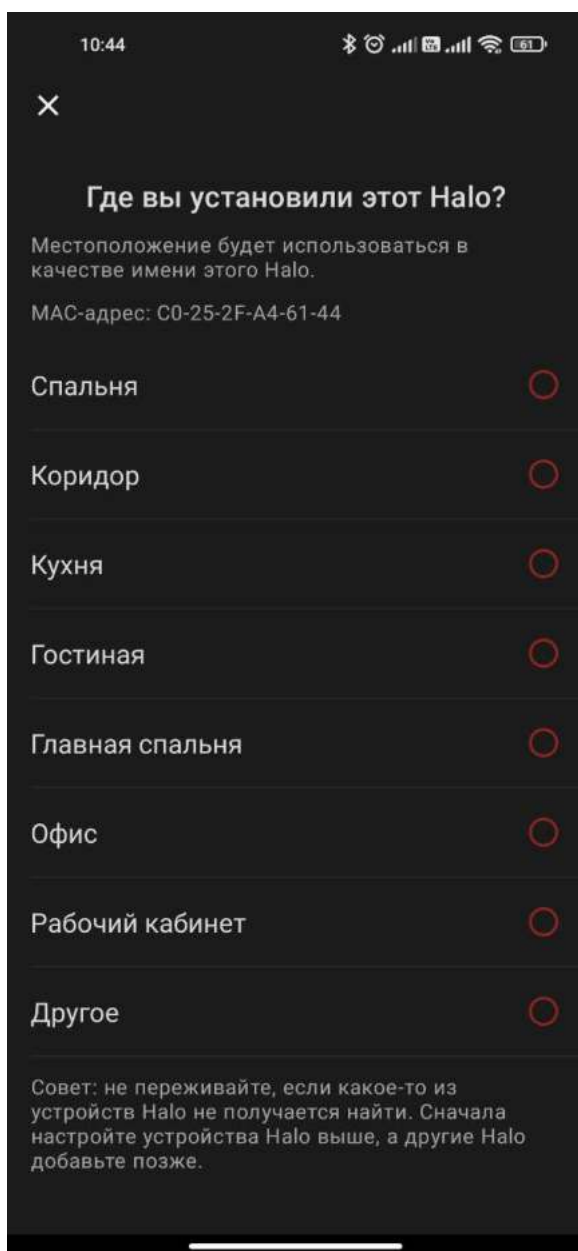 10:44
61
Где вы установили этот Halo?
Местоположение будет использоваться в
качестве имени этого Halo.
MAC-адрес: C0-25-2F-A4-61-44
Спальня
Коридор
Кухня
Гостиная
Главная спальня
Офис
Рабочий кабинет
Другое
Совет: не переживайте, если какое-то из
устройств Halo не получается найти. Сначала
настройте устройства Halo выше, а другие Halo
добавьте позже.